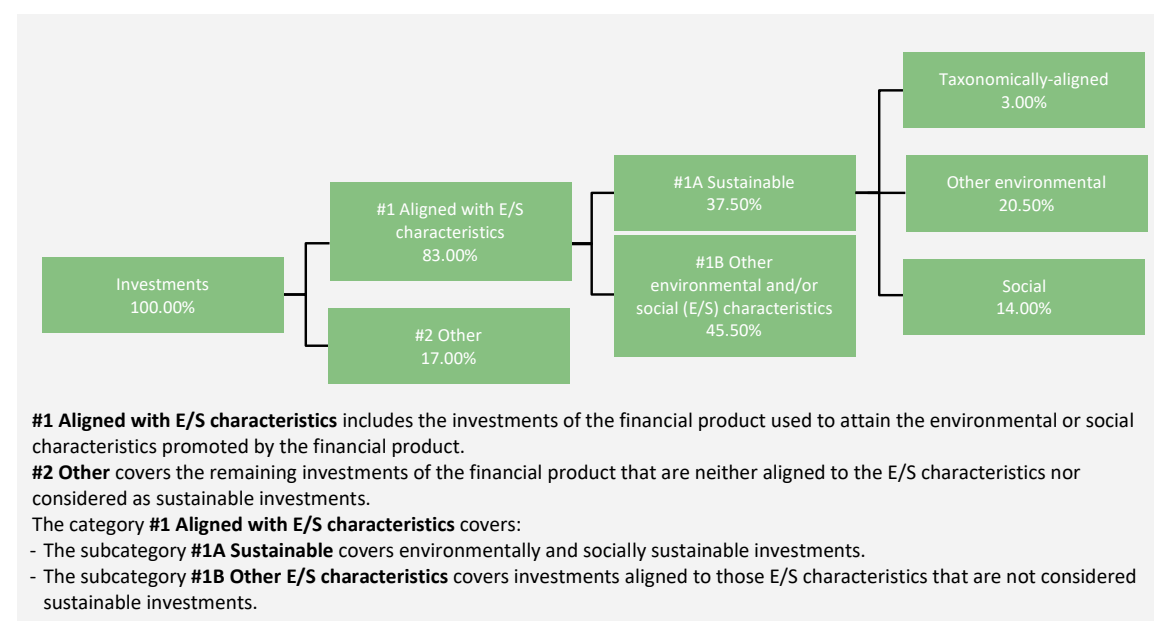 Taxonomically-aligned
3.00%
#1A Sustainable
37.50%
Other environmental
20.50%
#1 Aligned with E/S
characteristics
83.00%
#1B Other
environmental and/or
social (E/S) characteristics
45.50%
Investments
100.00%
Social
14.00%
#2 Other
17.00%
#1 Aligned with E/S characteristics includes the investments of the financial product used to attain the environmental or social
characteristics promoted by the financial product.
#2 Other covers the remaining investments of the financial product that are neither aligned to the E/S characteristics nor
considered as sustainable investments.
The category #1 Aligned with E/S characteristics covers:
- The subcategory #1A Sustainable covers environmentally and socially sustainable investments.
- The subcategory #1B Other E/S characteristics covers investments aligned to those E/S characteristics that are not considered
sustainable investments.